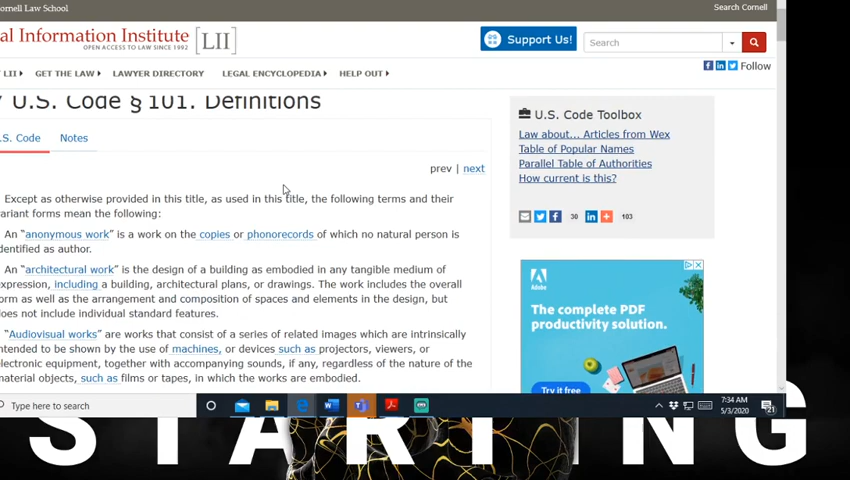 ornell Law School
Search Cornell
al Information Institute [LII]
OPEN ACCESS TO LAW SINCE 1992
Support Us!
Search
LII
GET THE LAW
LAWYER DIRECTORY
LEGAL ENCYCLOPEDIA
HELP OUT
Follow
U.S. Code § 101. Definitions
.S. Code
Notes
prev | next
Except as otherwise provided in this title, as used in this title, the following terms and their
variant forms mean the following:
An “anonymous work” is a work on the copies or phonorecords of which no natural person is
identified as author.
An “architectural work” is the design of a building as embodied in any tangible medium of
expression, including a building, architectural plans, or drawings. The work includes the overall
form as well as the arrangement and composition of spaces and elements in the design, but
does not include individual standard features.
“Audiovisual works” are works that consist of a series of related images which are intrinsically
intended to be shown by the use of machines, or devices such as projectors, viewers, or
electronic equipment, together with accompanying sounds, if any, regardless of the nature of the
material objects, such as films or tapes, in which the works are embodied.
U.S. Code Toolbox
Law about... Articles from Wex
Table of Popular Names
Parallel Table of Authorities
How current is this?
30
103
Adobe
The complete PDF
productivity solution.
Try it free
Type here to search
7:34 AM
5/3/2020
21
STARTING